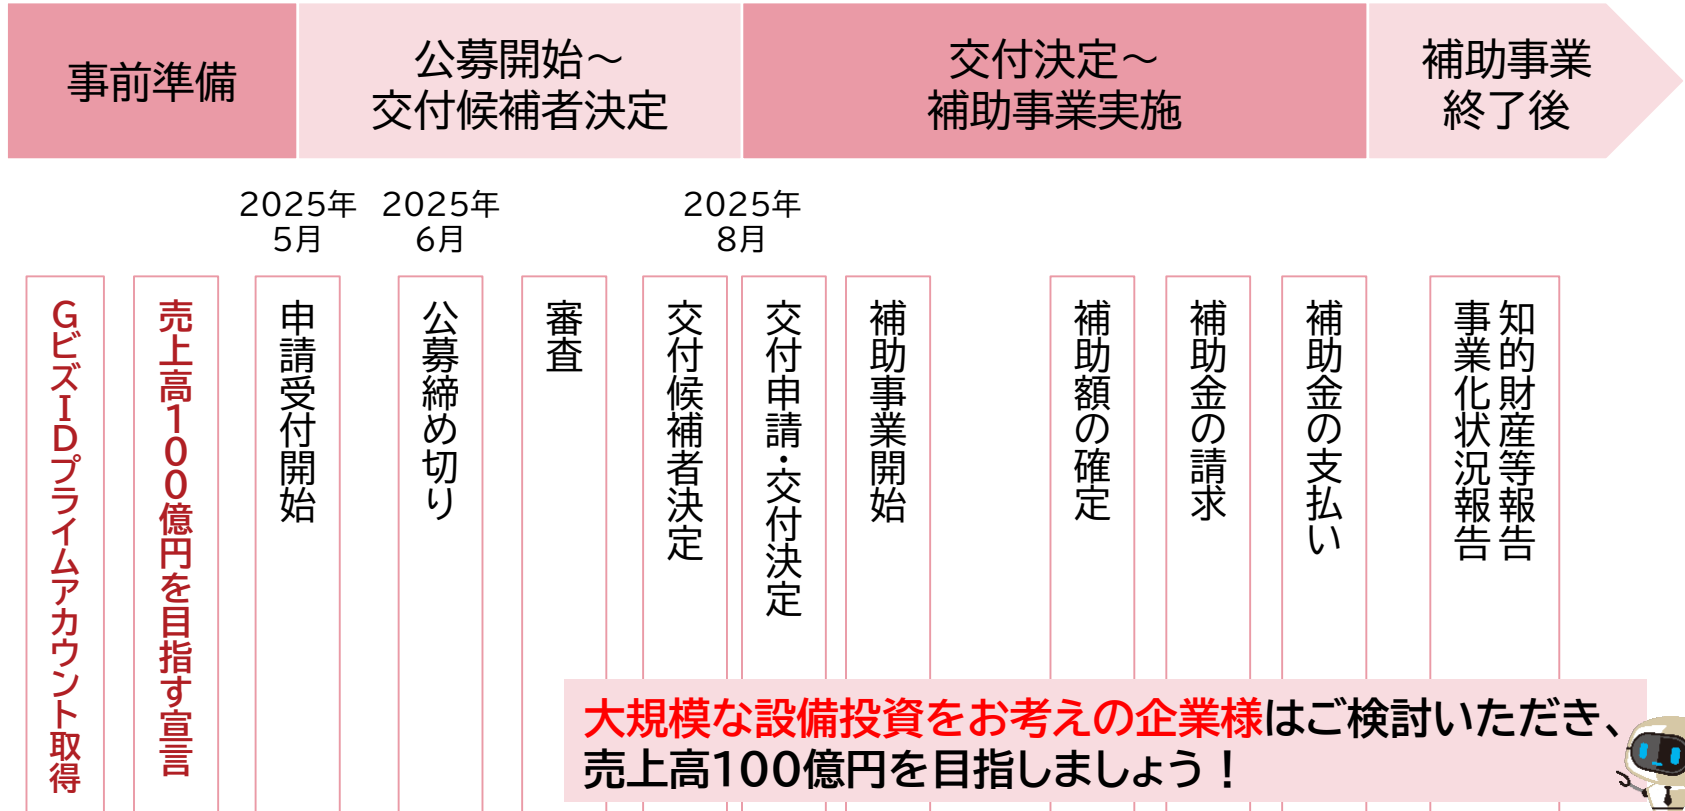 事前準備
公募開始～
交付候補者決定
交付決定～
補助事業実施
補助事業
終了後
2025年
5月
2025年
6月
2025年
8月
GビズIDプライムアカウント取得
売上高100億円を目指す宣言
申請受付開始
公募締め切り
審査
交付候補者決定
交付申請・交付決定
補助事業開始
補助額の確定
補助金の請求
補助金の支払い
知的財産等報告
事業化状況報告
大規模な設備投資をお考えの企業様はご検討いただき、
売上高100億円を目指しましょう！